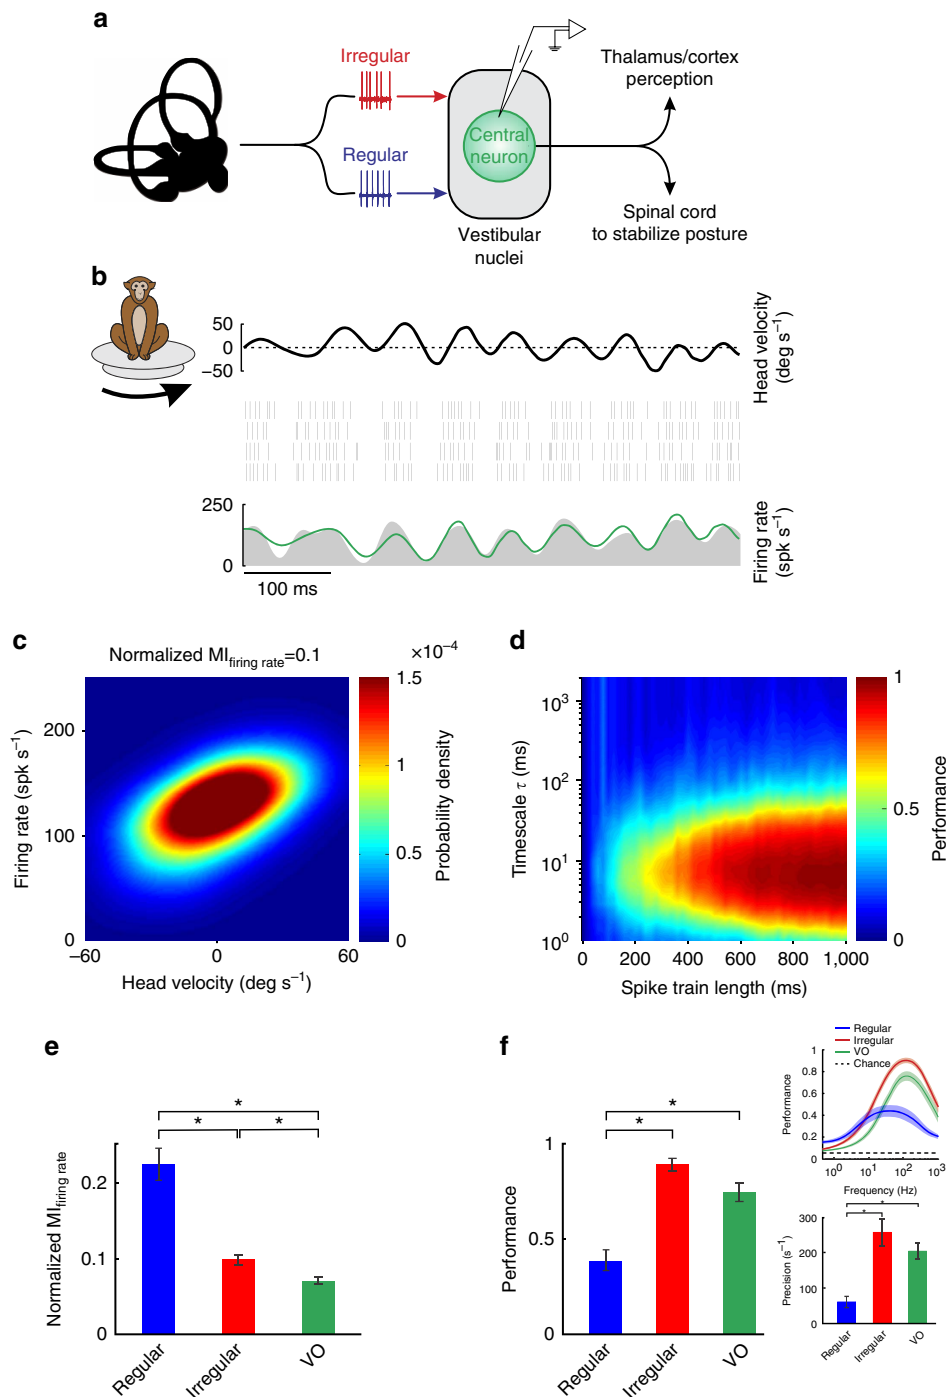 a
Irregular
Regular
Central
neuron
Vestibular
nuclei
Thalamus/cortex
perception
Spinal cord
to stabilize posture
b
50
0
−50
Head velocity
(deg s−1)
250
0
Firing rate
(spk s−1)
100 ms
c
Normalized MIfiring rate=0.1
×10−4
200
100
0
−60
0
60
Firing rate (spk s−1)
Head velocity (deg s−1)
1.5
1
0.5
0
Probability density
d
103
102
101
100
0
200
400
600
800
1,000
Timescale τ (ms)
Spike train length (ms)
1
0.5
0
Performance
e
* 
* *
0.2
0.1
0
Normalized MIfiring rate
Regular
Irregular
VO
f
*
*
1
0.5
0
Performance
Regular
Irregular
VO
Regular
Irregular
VO
Chance
1
0.8
0.6
0.4
0.2
0
Performance
100
101
102
103
Frequency (Hz)
*
*
300
200
100
0
Precision (s−1)
Regular
Irregular
VO